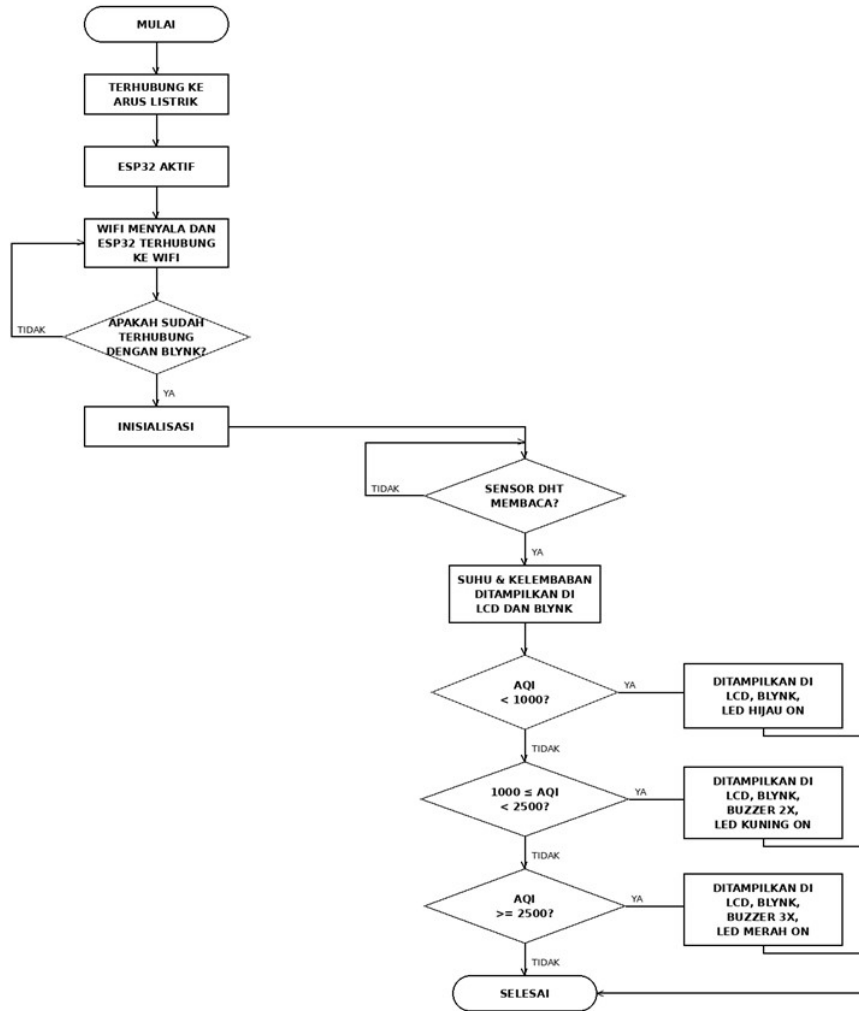 MULAI
TERHUBUNG KE
ARUS LISTRIK
ESP32 AKTIF
WIFI MENYALA DAN
ESP32 TERHUBUNG
KE WIFI
TIDAK
APAKAH SUDAH
TERHUBUNG
DENGAN BLYNK?
YA
INISIALISASI
TIDAK
SENSOR DHT
MEMBACA?
YA
SUHU & KELEMBABAN
DITAMPILKAN DI
LCD DAN BLYNK
AQI
< 1000?
YA
DITAMPILKAN DI
LCD, BLYNK,
LED HIJAU ON
TIDAK
1000 ≤ AQI
< 2500?
YA
DITAMPILKAN DI
LCD, BLYNK,
BUZZER 2X,
LED KUNING ON
TIDAK
AQI
>= 2500?
YA
DITAMPILKAN DI
LCD, BLYNK,
BUZZER 3X,
LED MERAH ON
TIDAK
SELESAI